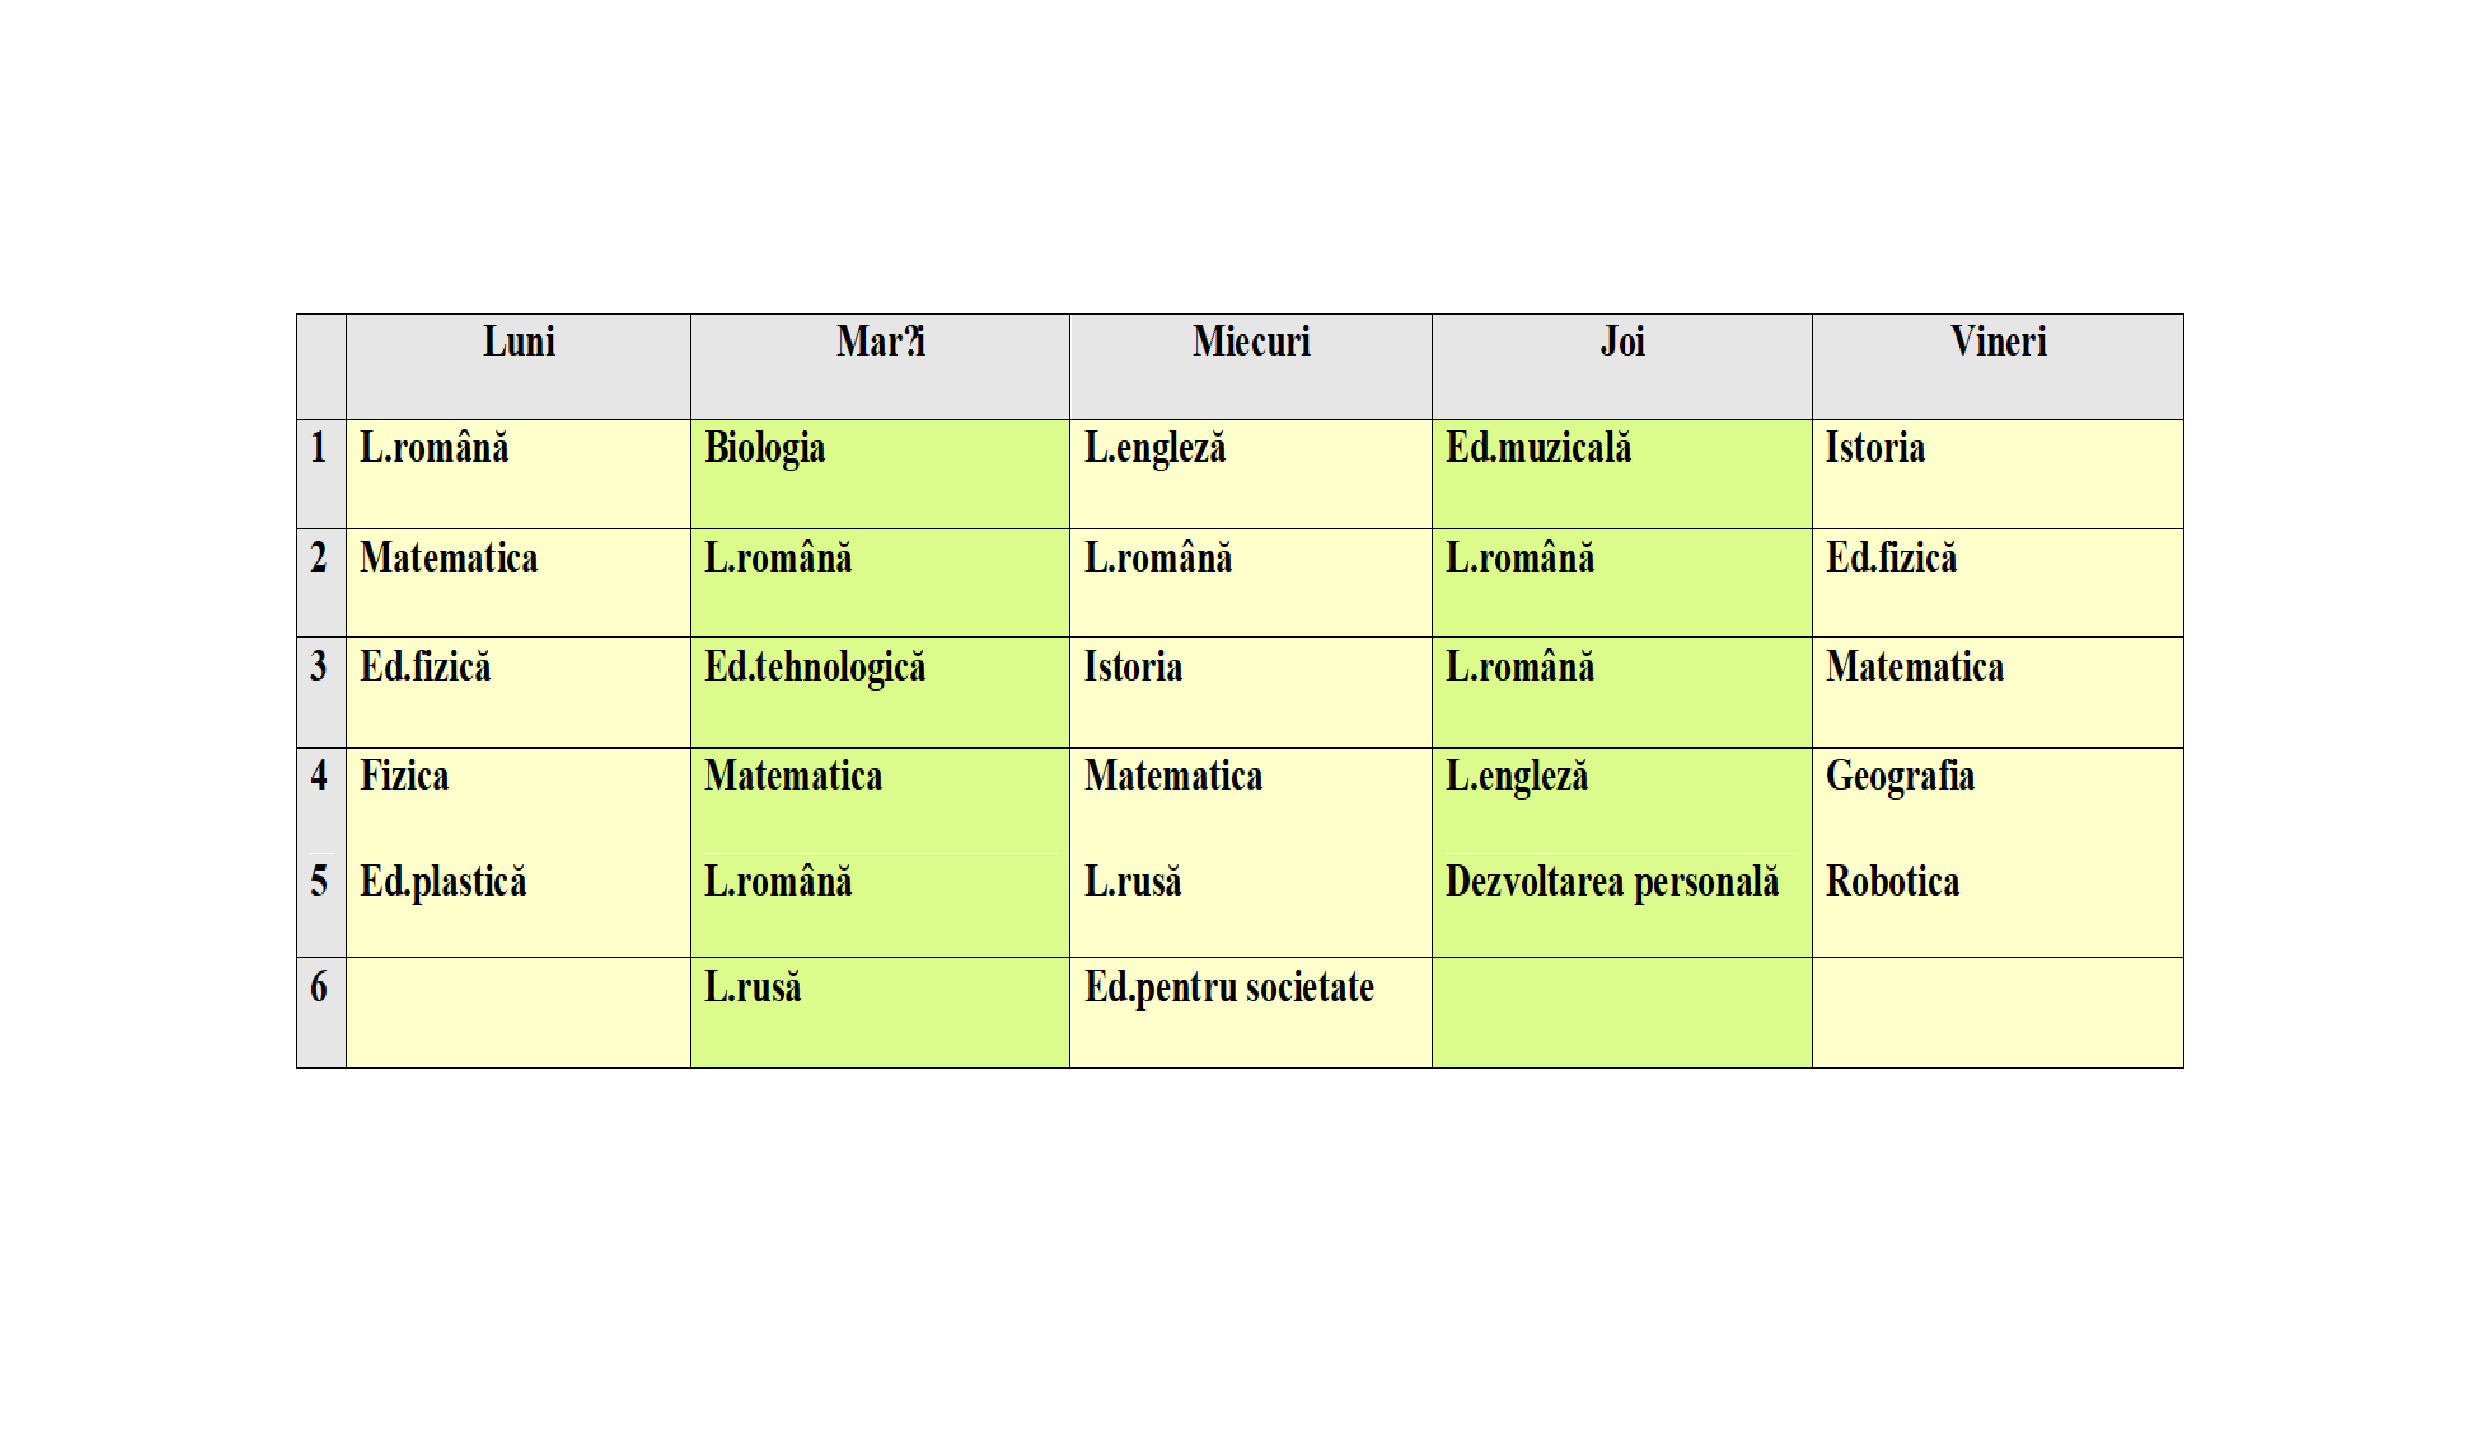 Luni Mar?i Miecuri Joi Vineri
1 L.română Biologia L.engleză Ed.muzicală Istoria
2 Matematica L.română L.română L.română Ed.fizică
3 Ed.fizică Ed.tehnologică Istoria L.română Matematica
4 Fizica Matematica Matematica L.engleză Geografia
5 Ed.plastică L.română L.rusă Dezvoltarea personală Robotica
6 L.rusă Ed.pentru societate